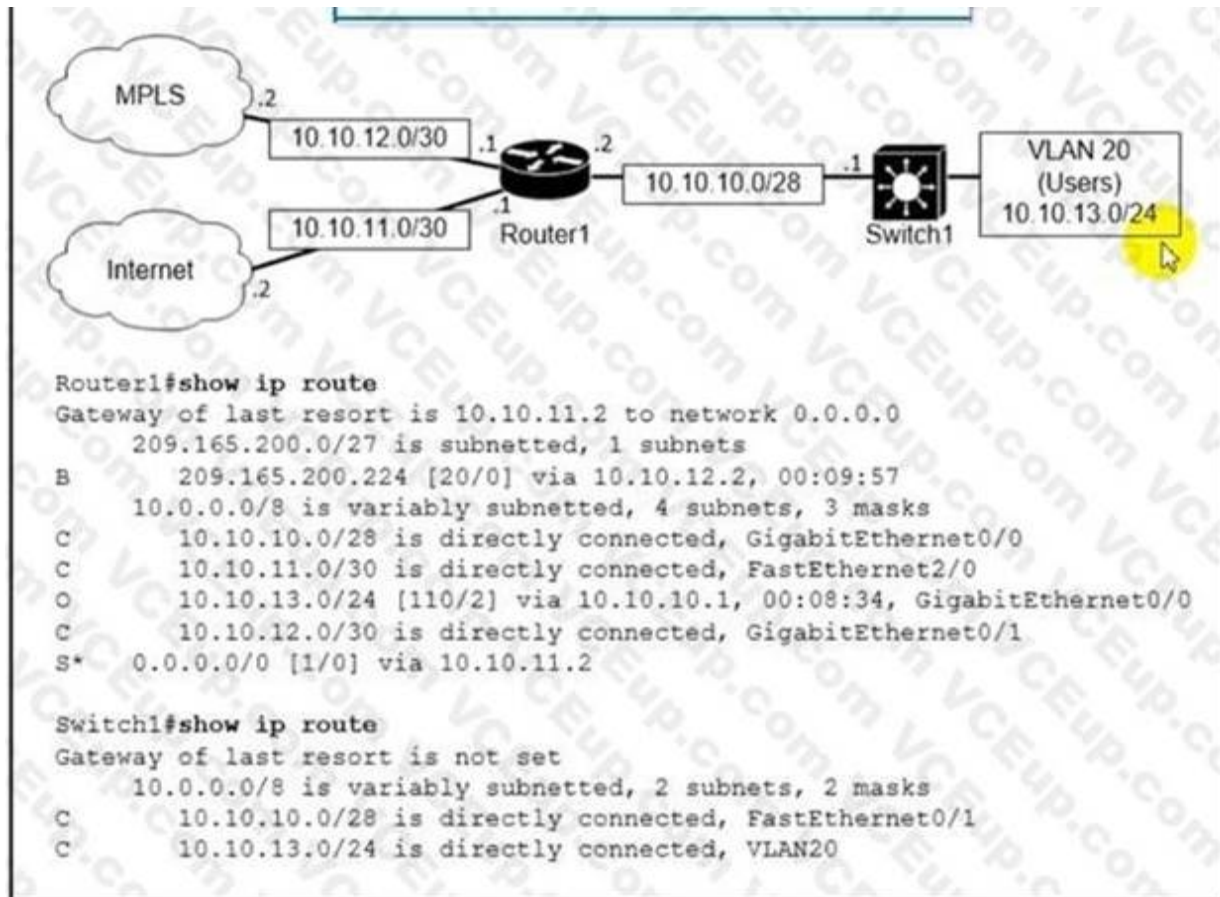 MPLS
.2
10.10.12.0/30
.1
.2
10.10.10.0/28
.1
VLAN 20
(Users)
10.10.13.0/24
10.10.11.0/30
.1
Router1
Switch1
Internet
.2
Router1#show ip route
Gateway of last resort is 10.10.11.2 to network 0.0.0.0
209.165.200.0/27 is subnetted, 1 subnets
B 209.165.200.224 [20/0] via 10.10.12.2, 00:09:57
10.0.0.0/8 is variably subnetted, 4 subnets, 3 masks
C 10.10.10.0/28 is directly connected, GigabitEthernet0/0
C 10.10.11.0/30 is directly connected, FastEthernet2/0
O 10.10.13.0/24 [110/2] via 10.10.10.1, 00:08:34, GigabitEthernet0/0
C 10.10.12.0/30 is directly connected, GigabitEthernet0/1
S* 0.0.0.0/0 [1/0] via 10.10.11.2
Switch1#show ip route
Gateway of last resort is not set
10.0.0.0/8 is variably subnetted, 2 subnets, 2 masks
C 10.10.10.0/28 is directly connected, FastEthernet0/1
C 10.10.13.0/24 is directly connected, VLAN20
VCEup.com